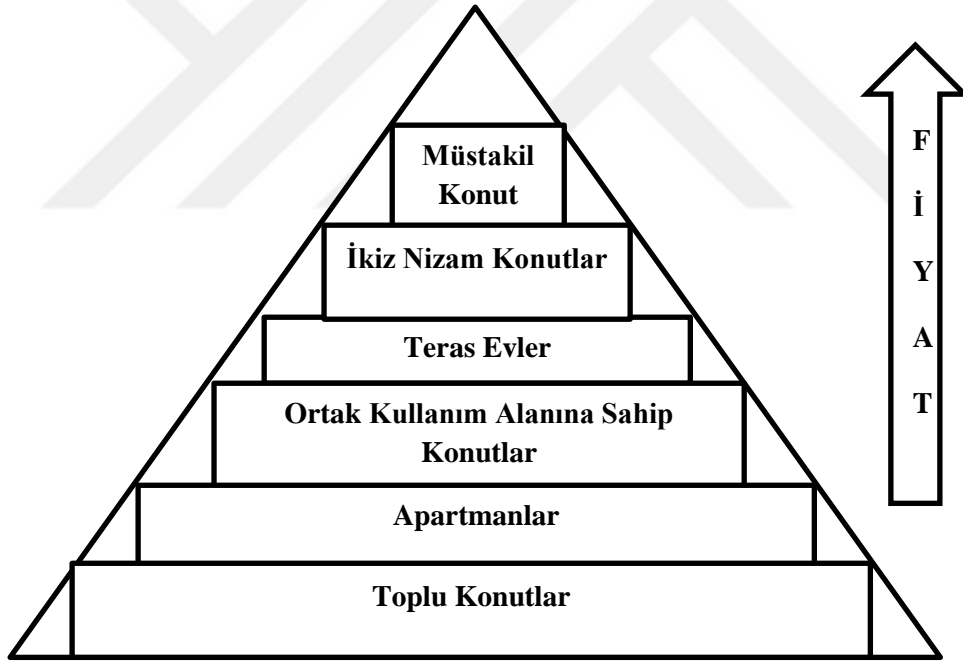 Müstakil
Konut
İkiz Nizam Konutlar
Teras Evler
Ortak Kullanım Alanına Sahip
Konutlar
Apartmanlar
Toplu Konutlar
F
İ
Y
A
T